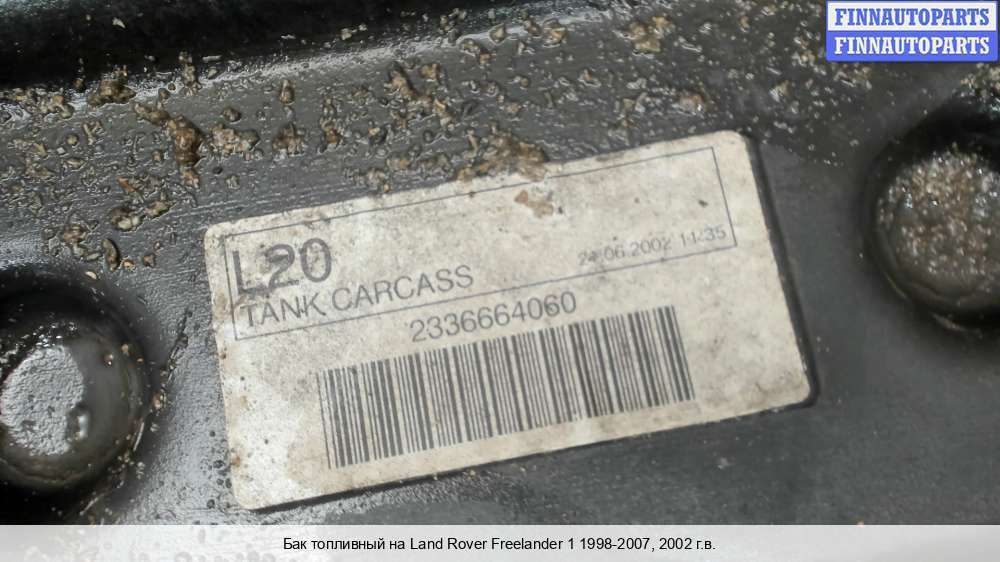 FINNAUTOPARTS
FINNAUTOPARTS
L20
TANK CARCASS
24.06.2002 11:35
2336664060
Бак топливный на Land Rover Freelander 1 1998-2007, 2002 г.в.